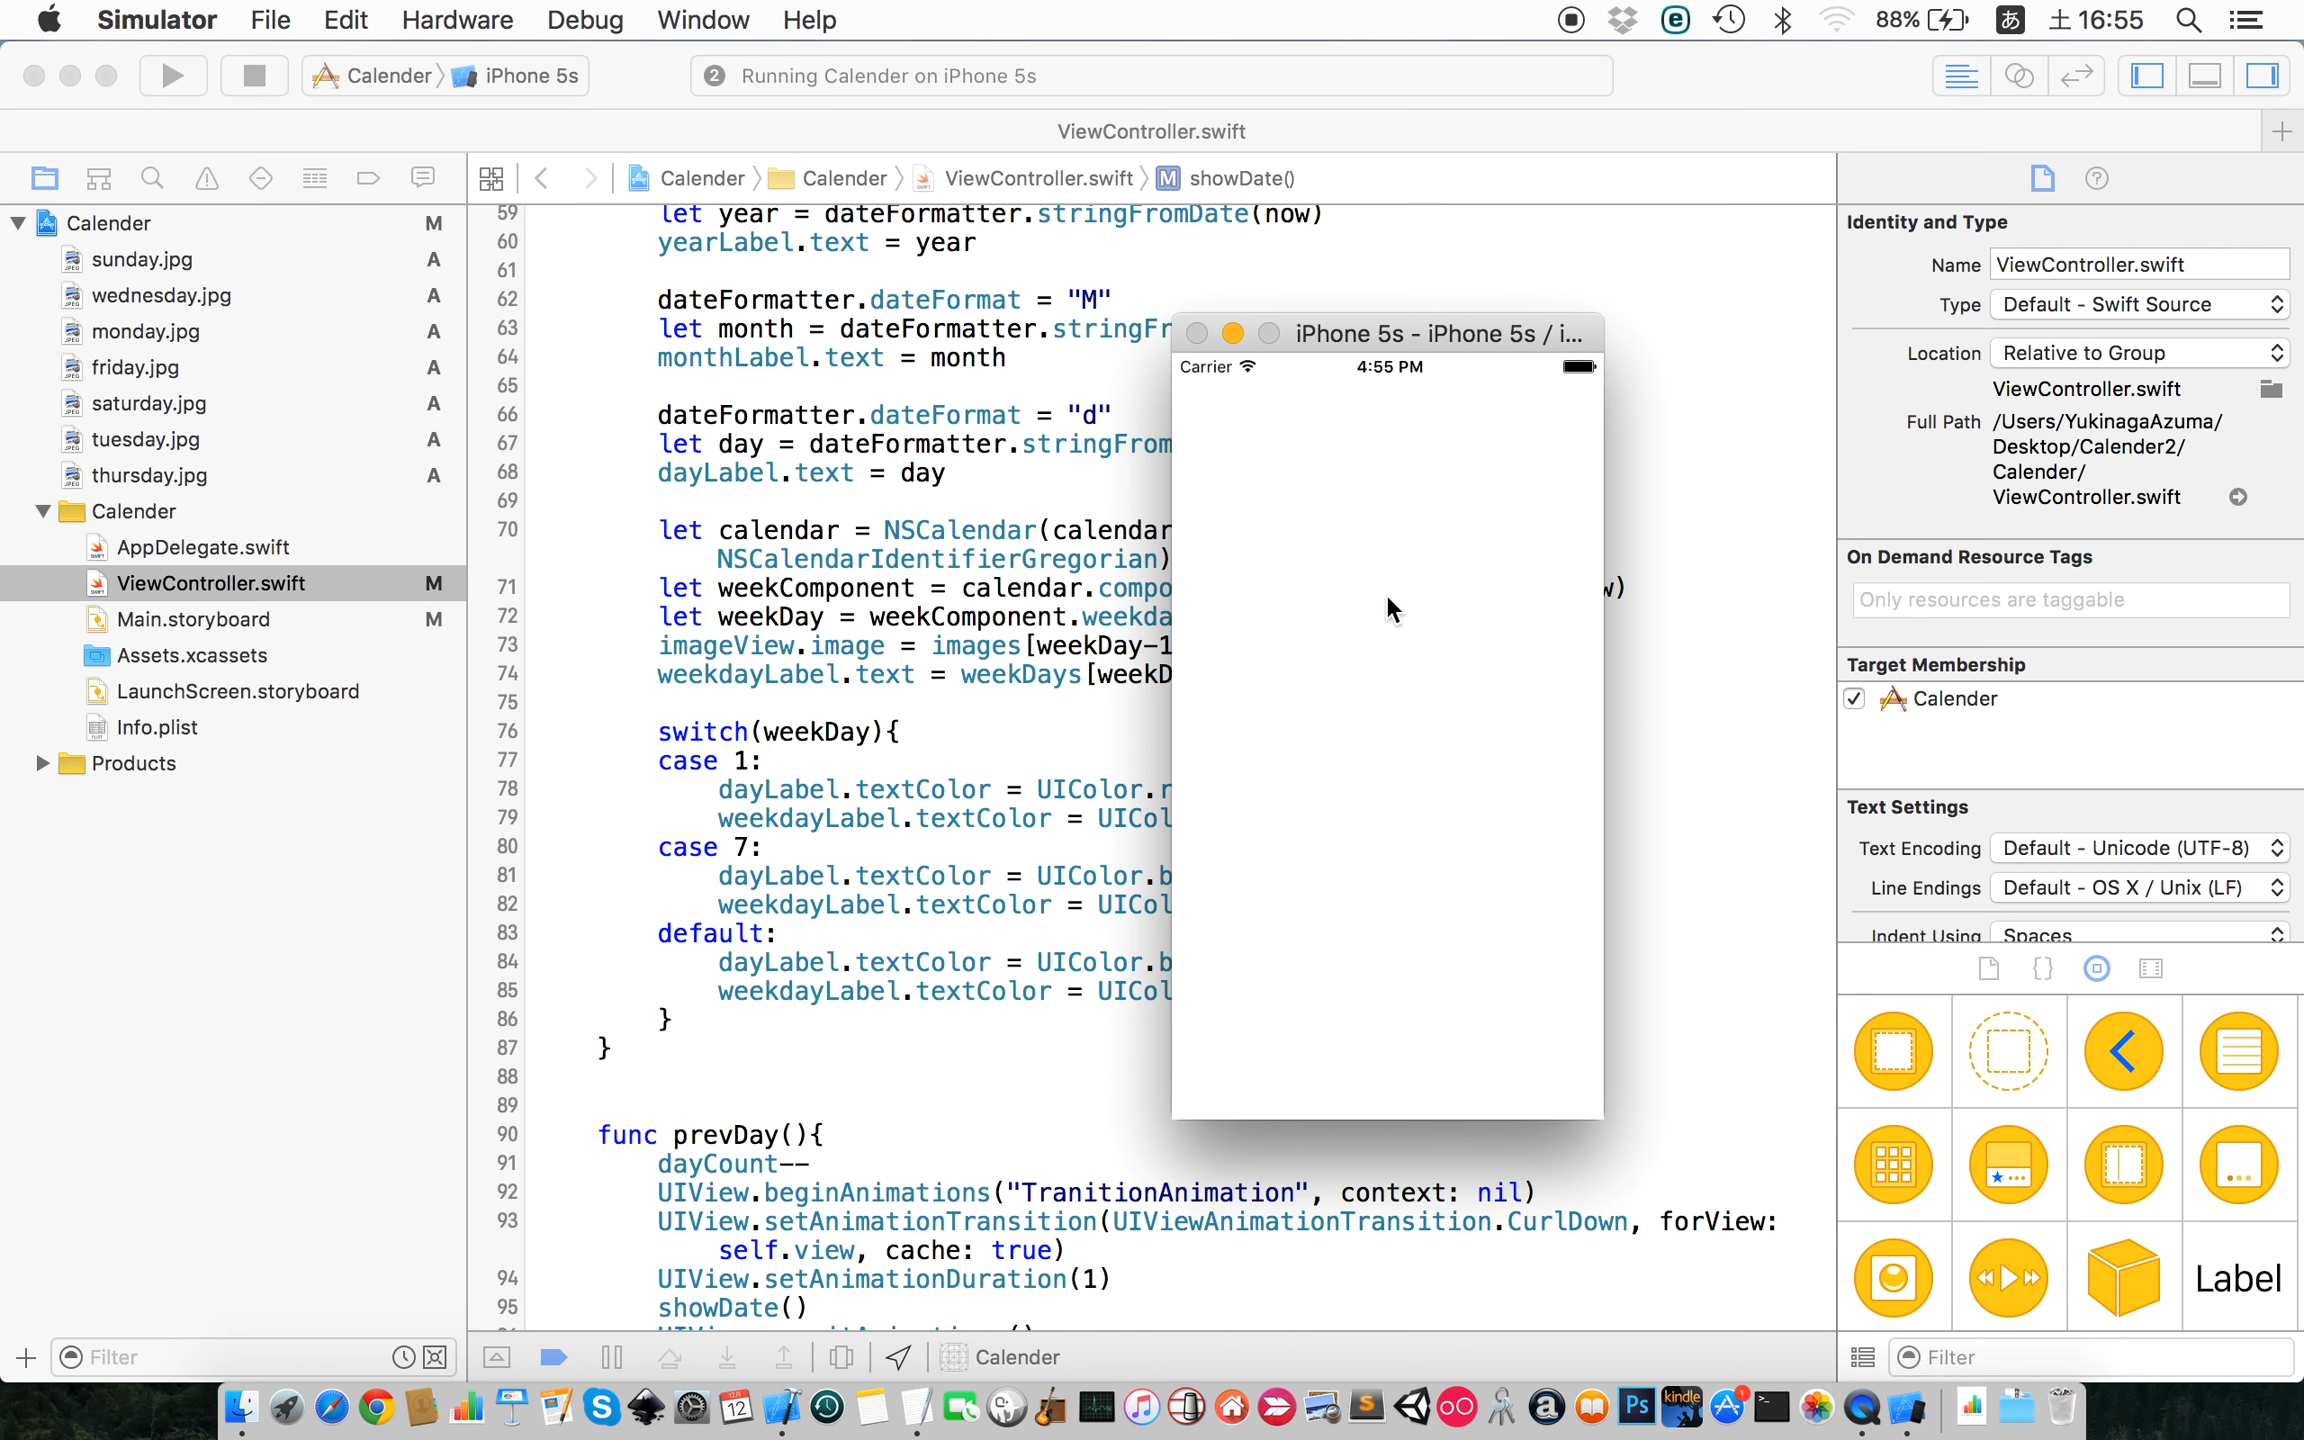 Simulator File Edit Hardware Debug Window Help 88% あ 土 16:55
Calender iPhone 5s 2 Running Calender on iPhone 5s
ViewController.swift
Calender Calender ViewController.swift M showDate()
Calender M
sunday.jpg A
wednesday.jpg A
monday.jpg A
friday.jpg A
saturday.jpg A
tuesday.jpg A
thursday.jpg A
Calender
AppDelegate.swift
ViewController.swift M
Main.storyboard M
Assets.xcassets
LaunchScreen.storyboard
Info.plist
Products
Filter
59 let year = dateFormatter.stringFromDate(now)
60 yearLabel.text = year
61
62 dateFormatter.dateFormat = "M"
63 let month = dateFormatter.stringFr
64 monthLabel.text = month
65
66 dateFormatter.dateFormat = "d"
67 let day = dateFormatter.stringFrom
68 dayLabel.text = day
69
70 let calendar = NSCalendar(calendar
NSCalendarIdentifierGregorian)
71 let weekComponent = calendar.compo w)
72 let weekDay = weekComponent.weekda
73 imageView.image = images[weekDay-1
74 weekdayLabel.text = weekDays[weekD
75
76 switch(weekDay){
77 case 1:
78 dayLabel.textColor = UIColor.r
79 weekdayLabel.textColor = UICol
80 case 7:
81 dayLabel.textColor = UIColor.b
82 weekdayLabel.textColor = UICol
83 default:
84 dayLabel.textColor = UIColor.b
85 weekdayLabel.textColor = UICol
86 }
87 }
88
89
90 func prevDay(){
91 dayCount--
92 UIView.beginAnimations("TranitionAnimation", context: nil)
93 UIView.setAnimationTransition(UIViewAnimationTransition.CurlDown, forView:
self.view, cache: true)
94 UIView.setAnimationDuration(1)
95 showDate()
iPhone 5s - iPhone 5s / i...
Carrier 4:55 PM
Calender
Identity and Type
Name ViewController.swift
Type Default - Swift Source
Location Relative to Group
ViewController.swift
Full Path /Users/YukinagaAzuma/
Desktop/Calender2/
Calender/
ViewController.swift
On Demand Resource Tags
Only resources are taggable
Target Membership
Calender
Text Settings
Text Encoding Default - Unicode (UTF-8)
Line Endings Default - OS X / Unix (LF)
Indent Using Spaces
{}
Label
Filter
12 Ps kindle 1